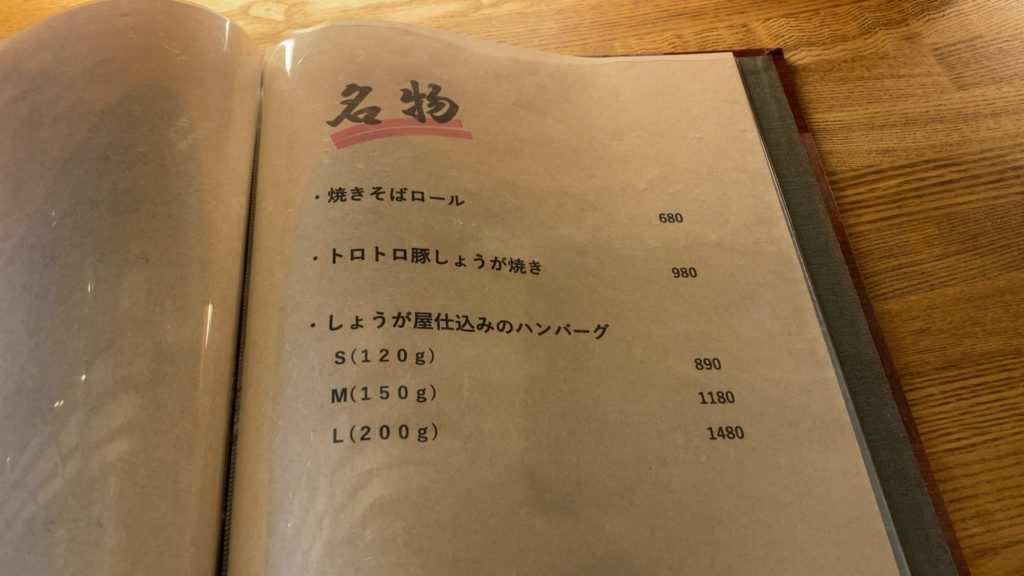 名物
・焼きそばロール 680
・トロトロ豚しょうが焼き 980
・しょうが屋仕込みのハンバーグ
S(120g) 890
M(150g) 1180
L(200g) 1480